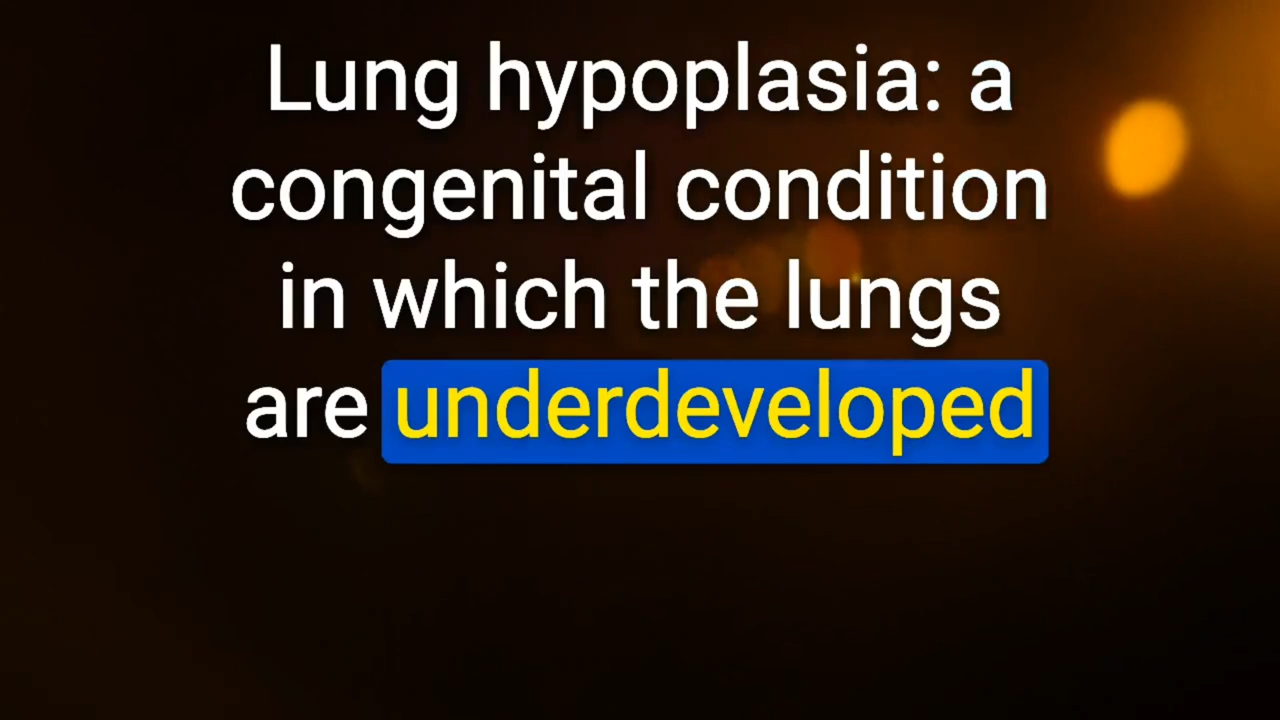 Lung hypoplasia: a
congenital condition
in which the lungs
are underdeveloped